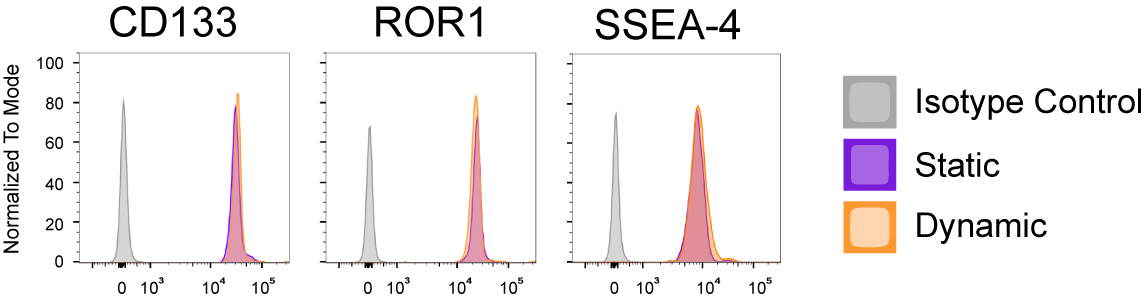 CD133
ROR1
SSEA-4
Normalized To Mode
100
80
60
40
20
0
0 10³ 10⁴ 10⁵
0 10³ 10⁴ 10⁵
0 10³ 10⁴ 10⁵
Isotype Control
Static
Dynamic